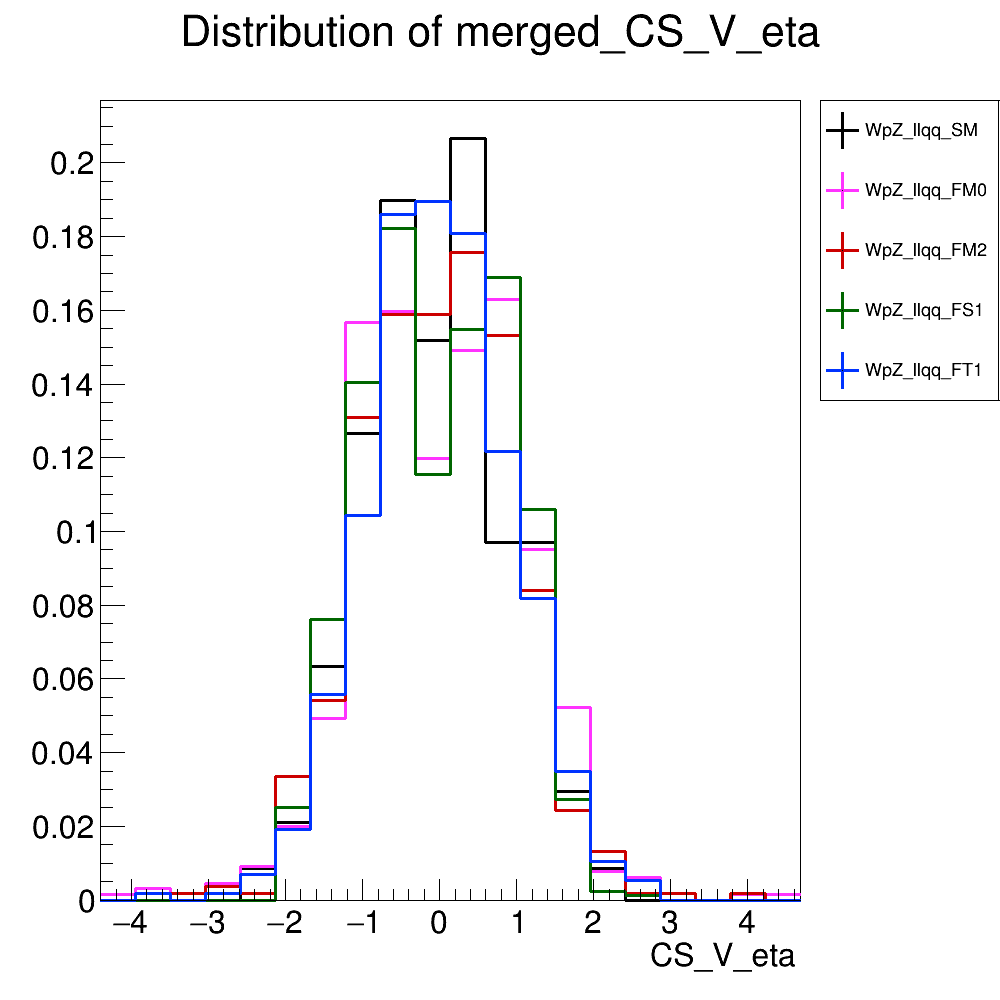 Distribution of merged_CS_V_eta
WpZ_llqq_SM
WpZ_llqq_FM0
WpZ_llqq_FM2
WpZ_llqq_FS1
WpZ_llqq_FT1
0.2
0.18
0.16
0.14
0.12
0.1
0.08
0.06
0.04
0.02
0
−4 −3 −2 −1 0 1 2 3 4
CS_V_eta